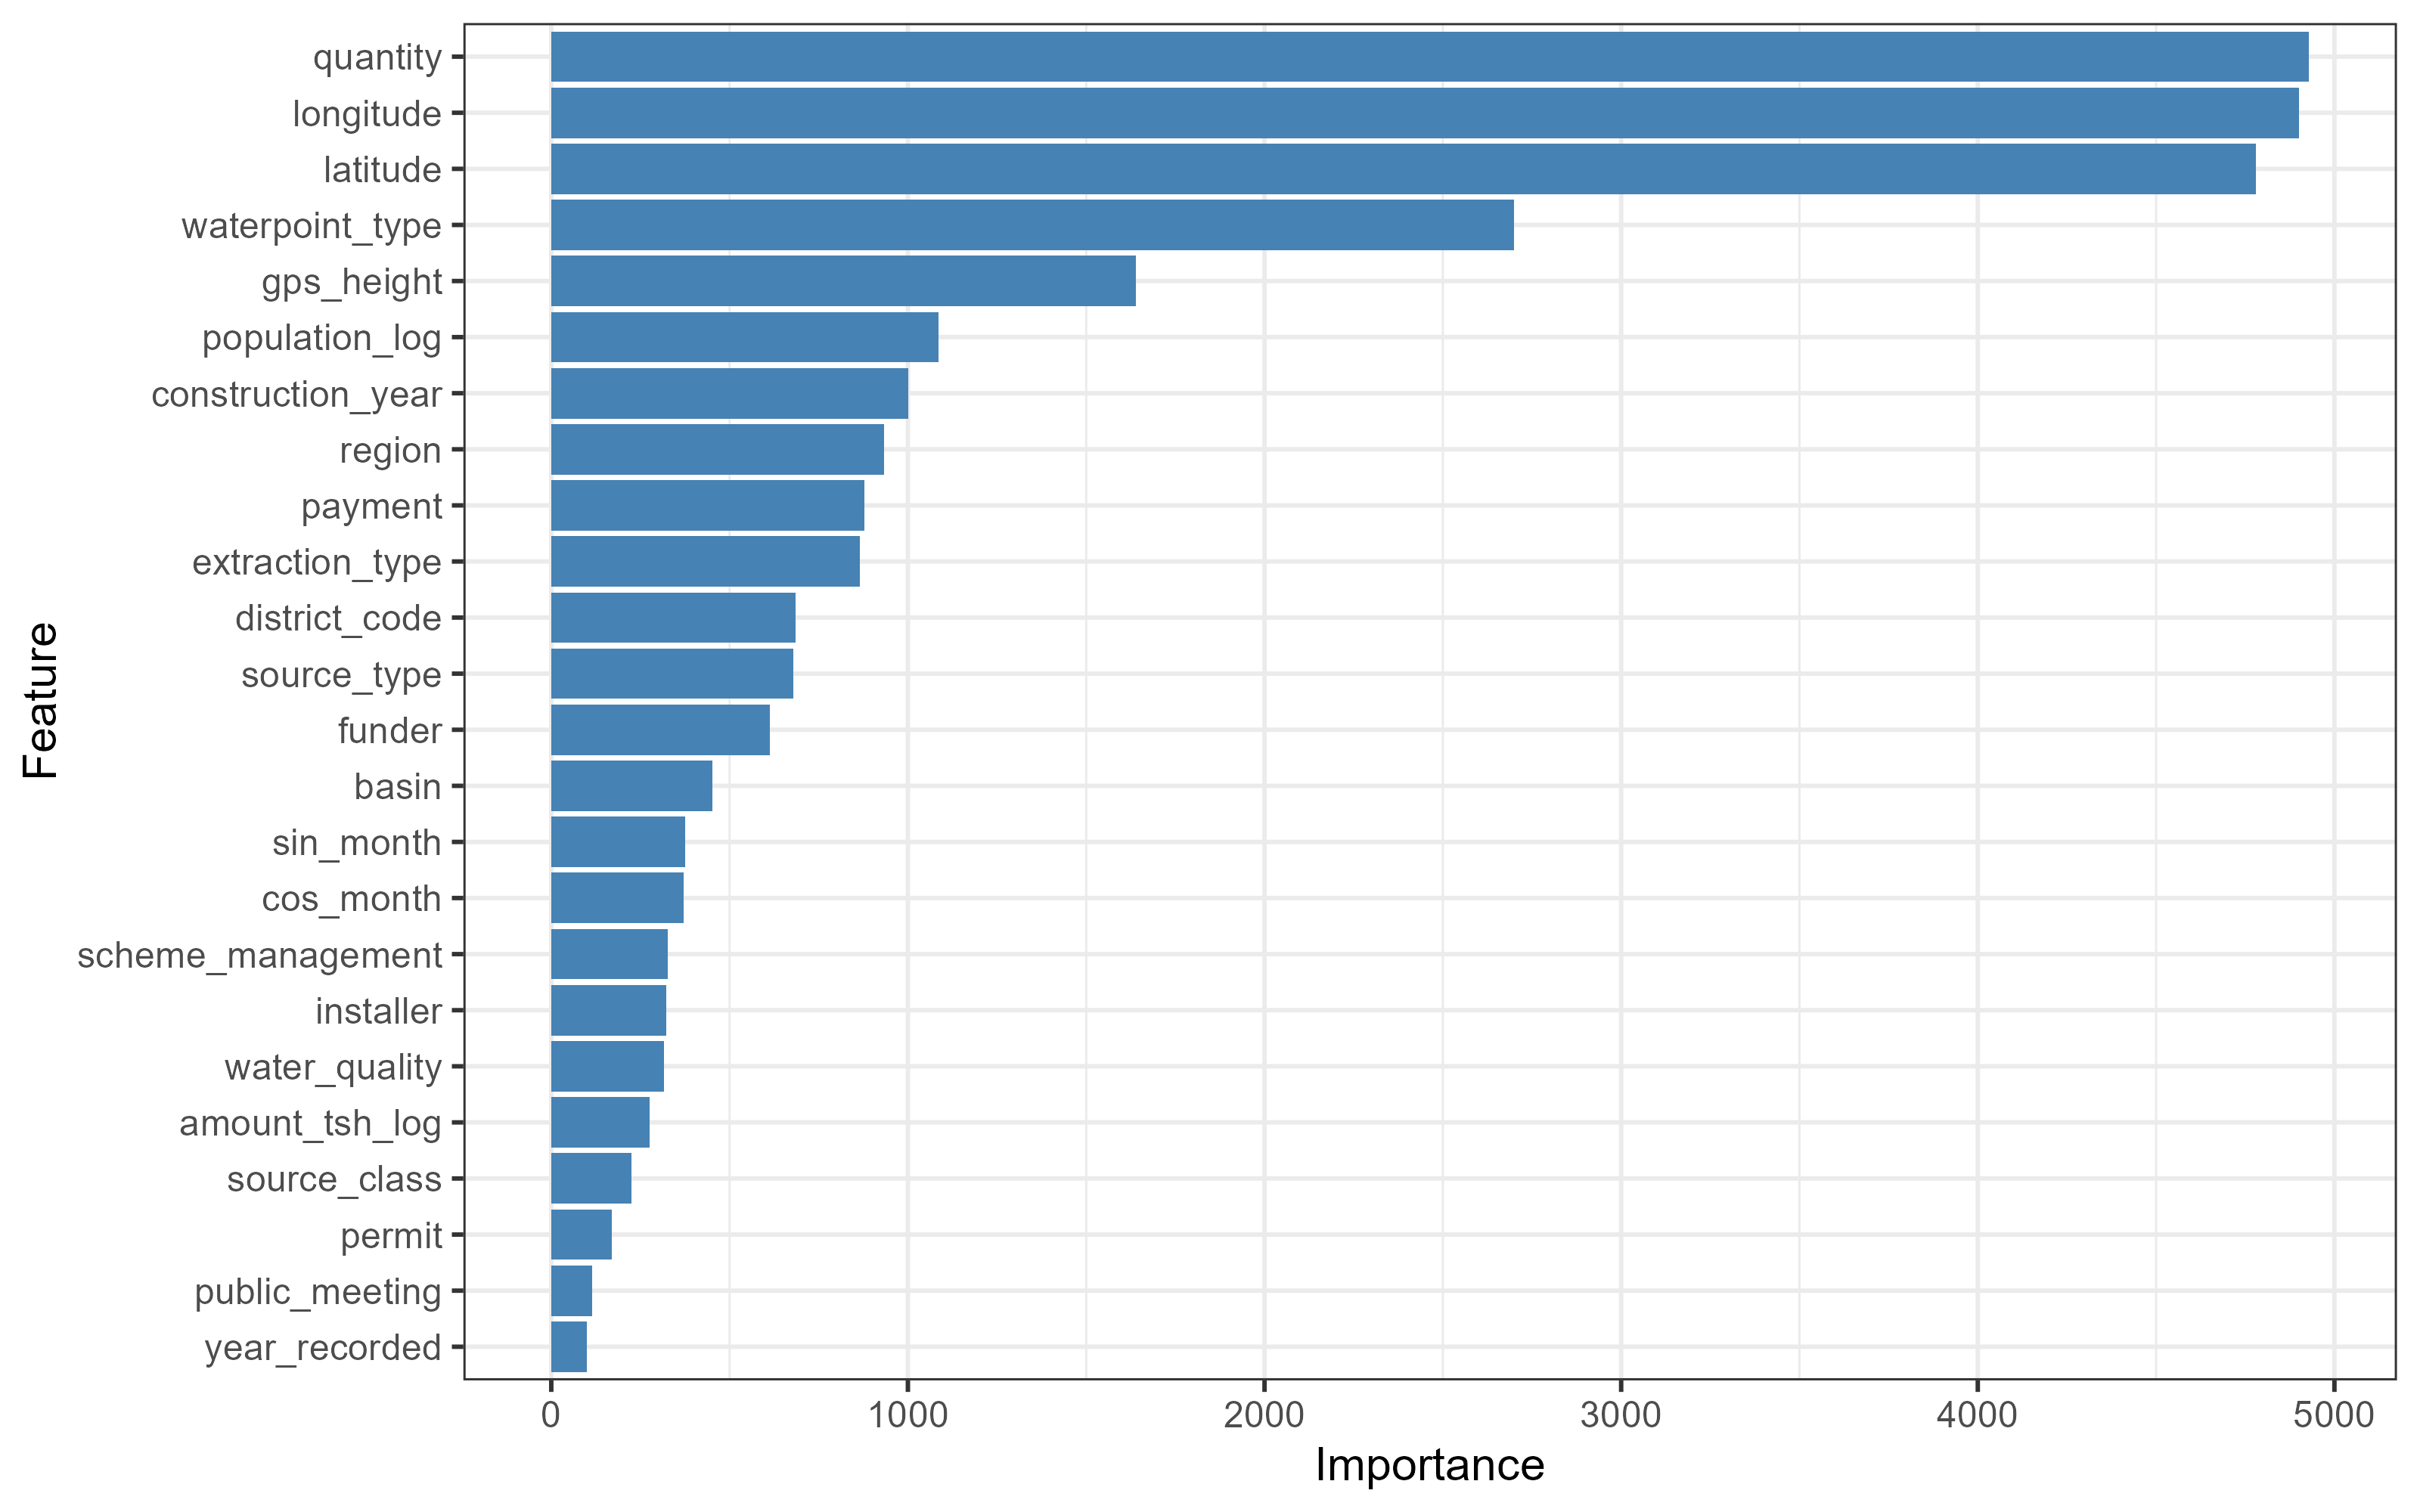 quantity
longitude
latitude
waterpoint_type
gps_height
population_log
construction_year
region
payment
extraction_type
district_code
source_type
funder
basin
sin_month
cos_month
scheme_management
installer
water_quality
amount_tsh_log
source_class
permit
public_meeting
year_recorded
Feature
0 1000 2000 3000 4000 5000
Importance